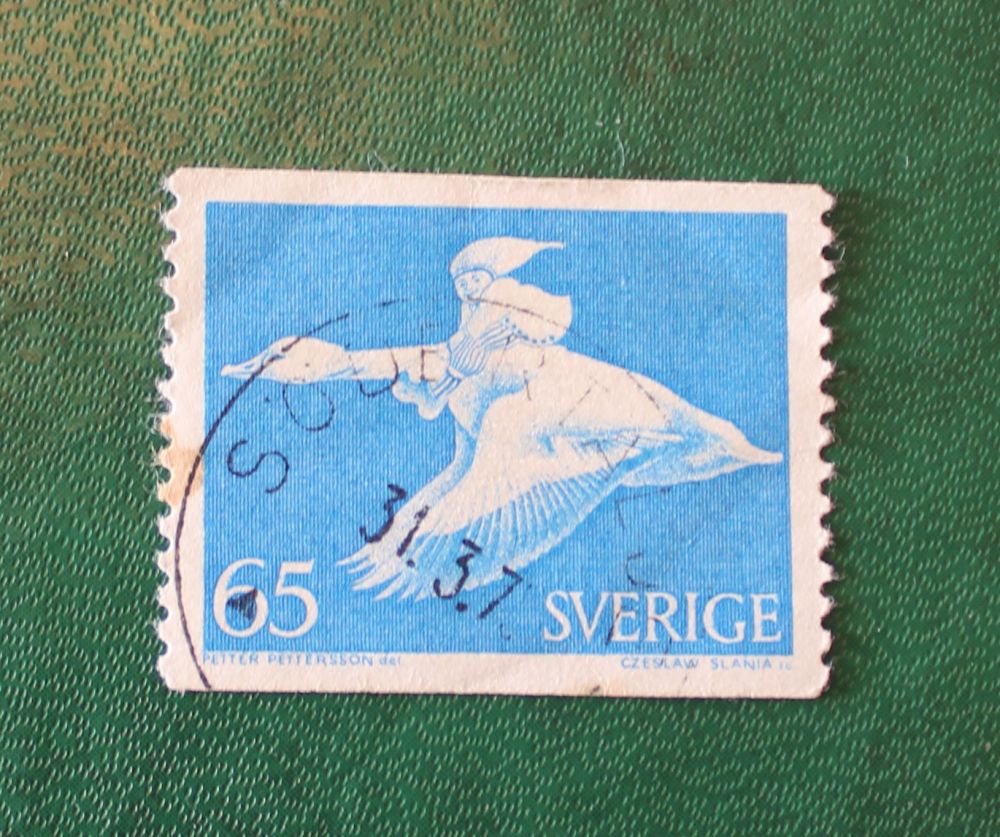 31.3.7
65 SVERIGE
PETTER PETTERSSON del. CZESLAW SLANIA sc